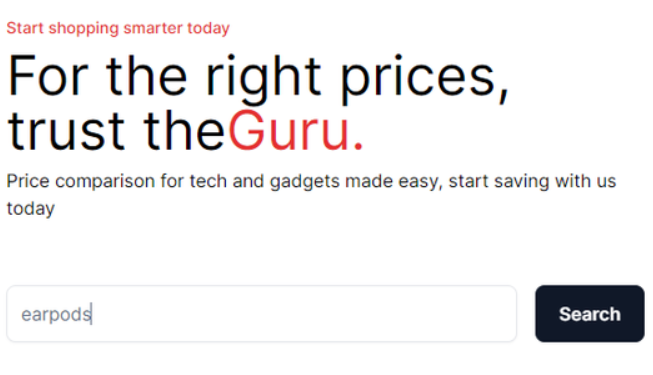 Start shopping smarter today
For the right prices,
trust theGuru.
Price comparison for tech and gadgets made easy, start saving with us
today
earpods
Search